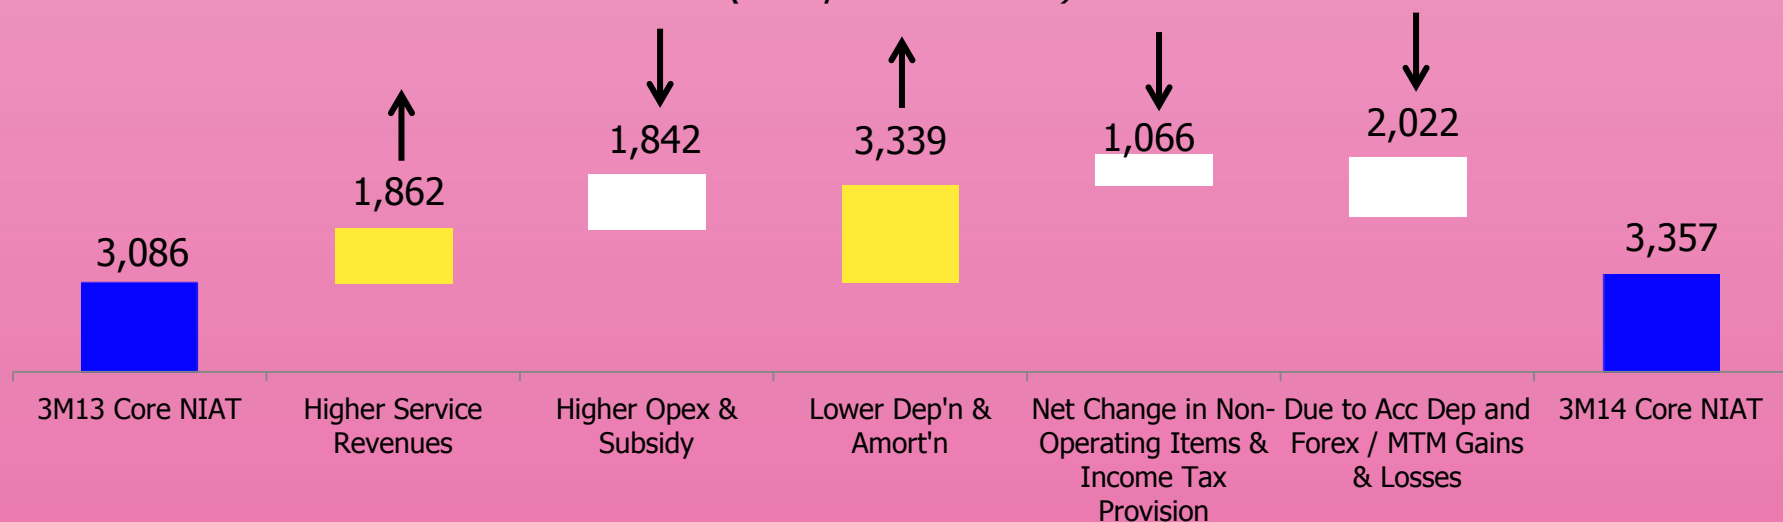 1,842
3,339
1,066
2,022
1,862
3,086
3,357
3M13 Core NIAT
Higher Service
Revenues
Higher Opex &
Subsidy
Lower Dep'n &
Amort'n
Net Change in Non-
Operating Items &
Income Tax
Provision
Due to Acc Dep and
Forex / MTM Gains
& Losses
3M14 Core NIAT